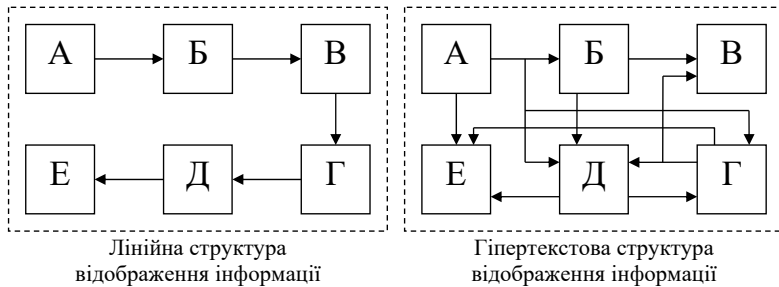 А Б В
Е Д Г
Лінійна структура
відображення інформації
А Б В
Е Д Г
Гіпертекстова структура
відображення інформації